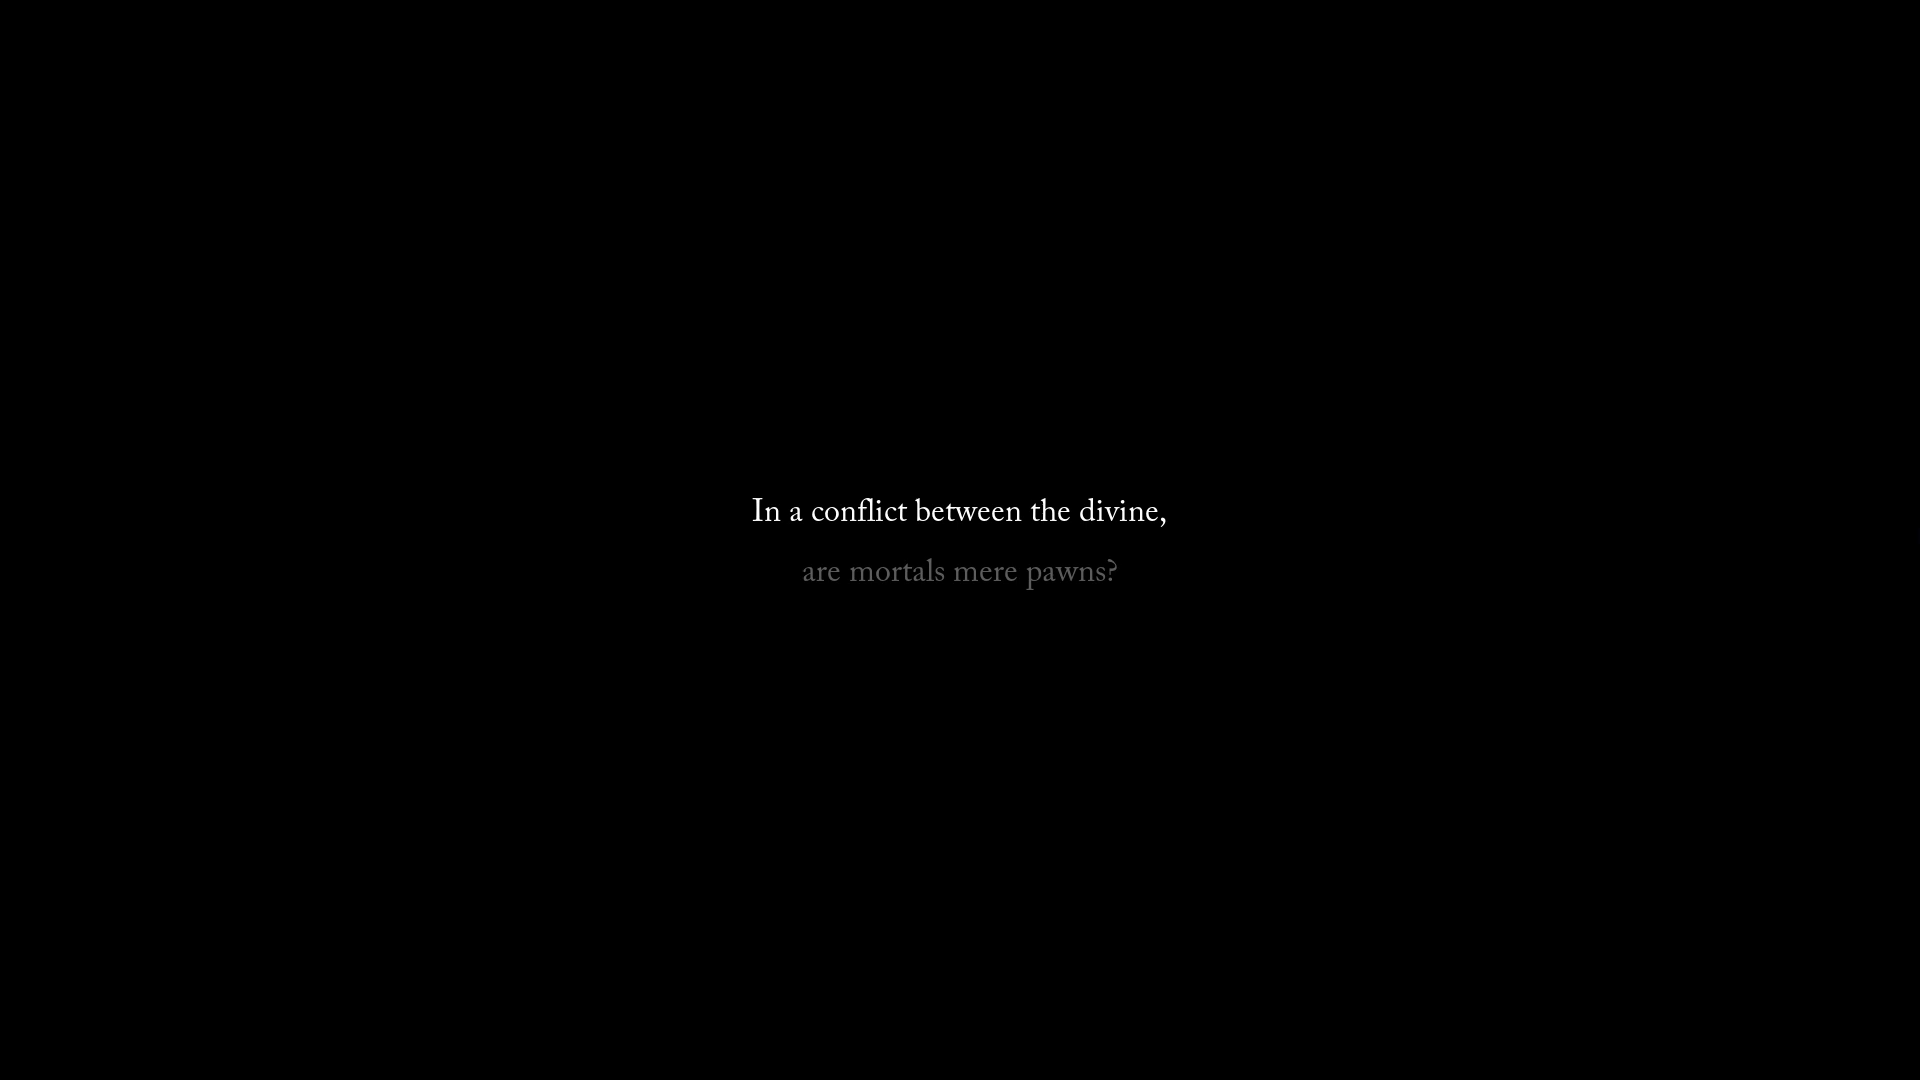 In a conflict between the divine,
are mortals mere pawns?